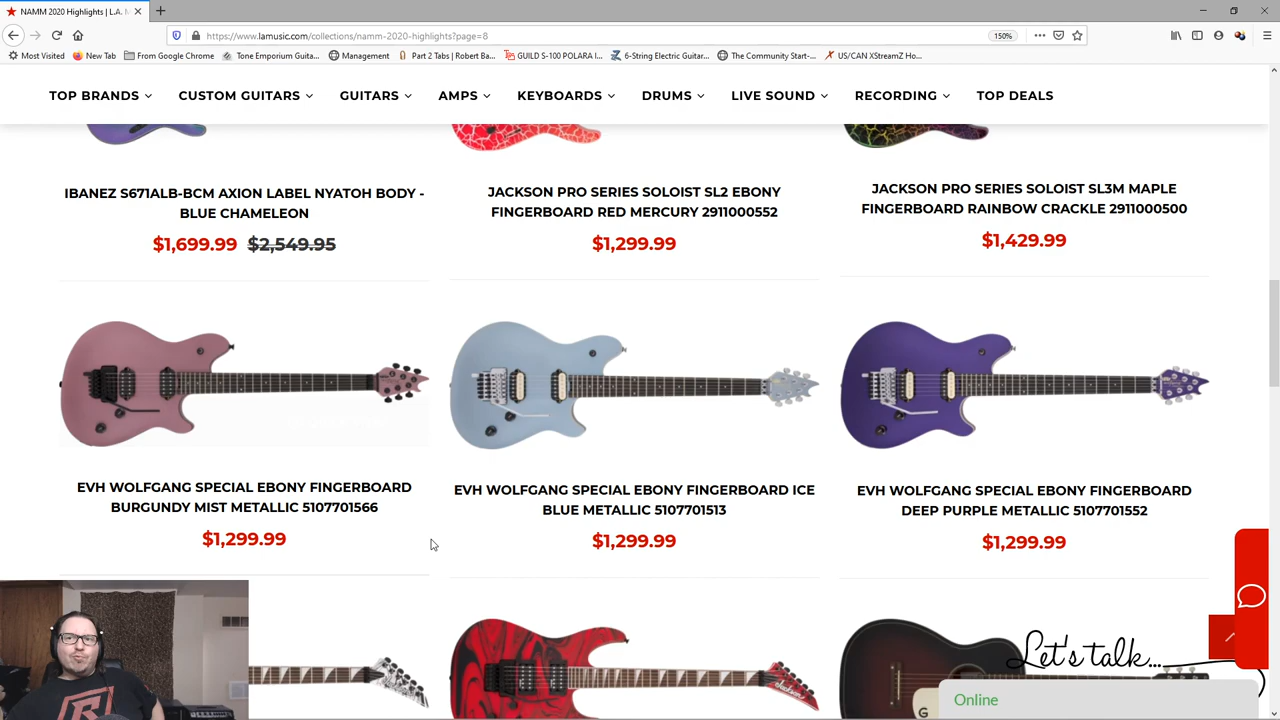 NAMM 2020 Highlights | L.A. M
https://www.lamusic.com/collections/namm-2020-highlights?page=8
150%
Most Visited New Tab From Google Chrome Tone Emporium Guita... Management Part 2 Tabs | Robert Ba... GUILD S-100 POLARA I... 6-String Electric Guitar... The Community Start-... US/CAN XStreamZ Ho...
TOP BRANDS CUSTOM GUITARS GUITARS AMPS KEYBOARDS DRUMS LIVE SOUND RECORDING TOP DEALS
IBANEZ S671ALB-BCM AXION LABEL NYATOH BODY -
BLUE CHAMELEON
$1,699.99 $2,549.95
JACKSON PRO SERIES SOLOIST SL2 EBONY
FINGERBOARD RED MERCURY 2911000552
$1,299.99
JACKSON PRO SERIES SOLOIST SL3M MAPLE
FINGERBOARD RAINBOW CRACKLE 2911000500
$1,429.99
EVH WOLFGANG SPECIAL EBONY FINGERBOARD
BURGUNDY MIST METALLIC 5107701566
$1,299.99
EVH WOLFGANG SPECIAL EBONY FINGERBOARD ICE
BLUE METALLIC 5107701513
$1,299.99
EVH WOLFGANG SPECIAL EBONY FINGERBOARD
DEEP PURPLE METALLIC 5107701552
$1,299.99
Jackson
G
R
Let's talk...
Online